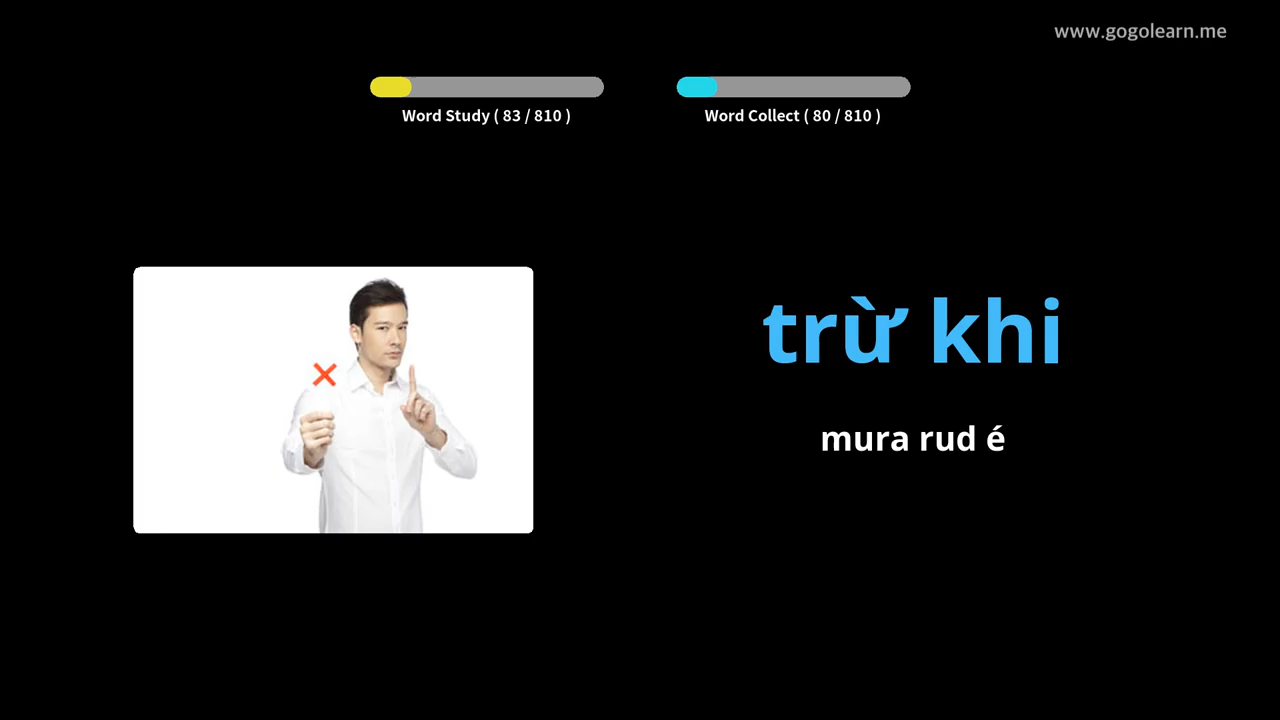 www.gogolearn.me
Word Study ( 83 / 810 )
Word Collect ( 80 / 810 )
trừ khi
mura rud é